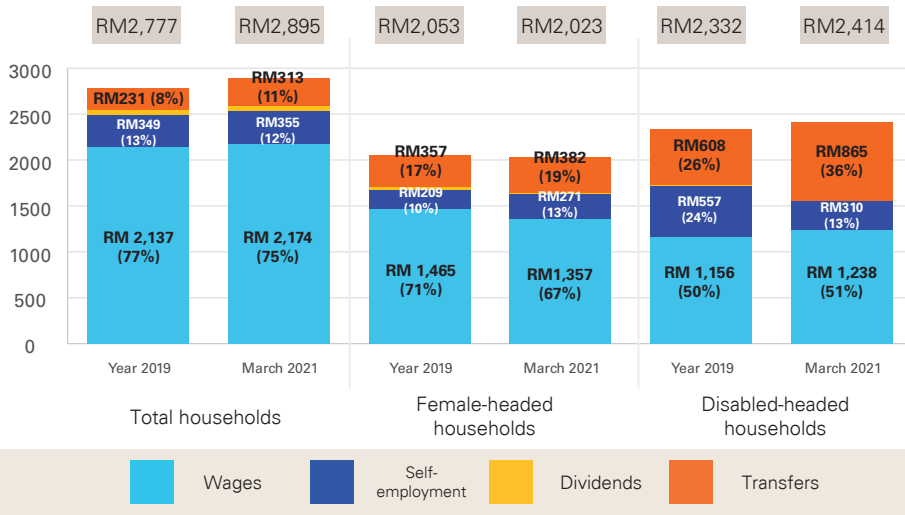 RM2,777 RM2,895 RM2,053 RM2,023 RM2,332 RM2,414
3000
2500
2000
1500
1000
500
0
RM231 (8%)
RM349
(13%)
RM 2,137
(77%)
RM313
(11%)
RM355
(12%)
RM 2,174
(75%)
RM357
(17%)
RM209
(10%)
RM 1,465
(71%)
RM382
(19%)
RM271
(13%)
RM1,357
(67%)
RM608
(26%)
RM557
(24%)
RM 1,156
(50%)
RM865
(36%)
RM310
(13%)
RM 1,238
(51%)
Year 2019 March 2021 Year 2019 March 2021 Year 2019 March 2021
Total households
Female-headed
households
Disabled-headed
households
Wages
Self-
employment
Dividends
Transfers